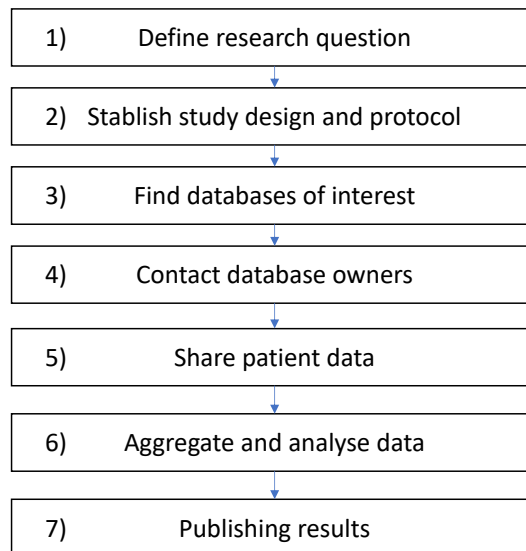 1) Define research question
2) Stablish study design and protocol
3) Find databases of interest
4) Contact database owners
5) Share patient data
6) Aggregate and analyse data
7) Publishing results